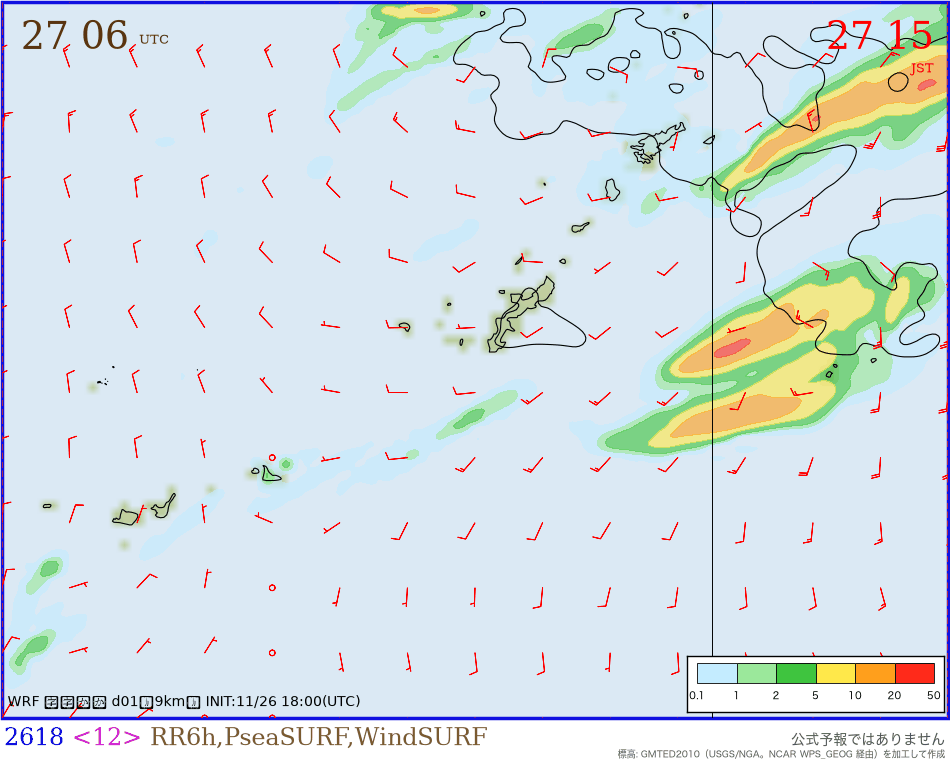 27 06 UTC
27 15
JST
WRF d01 9km INIT:11/26 18:00(UTC)
0.1 1 2 5 10 20 50
2618 <12> RR6h,PseaSURF,WindSURF
公式予報ではありません
標高: GMTED2010（USGS/NGA。NCAR WPS_GEOG 経由）を加工して作成